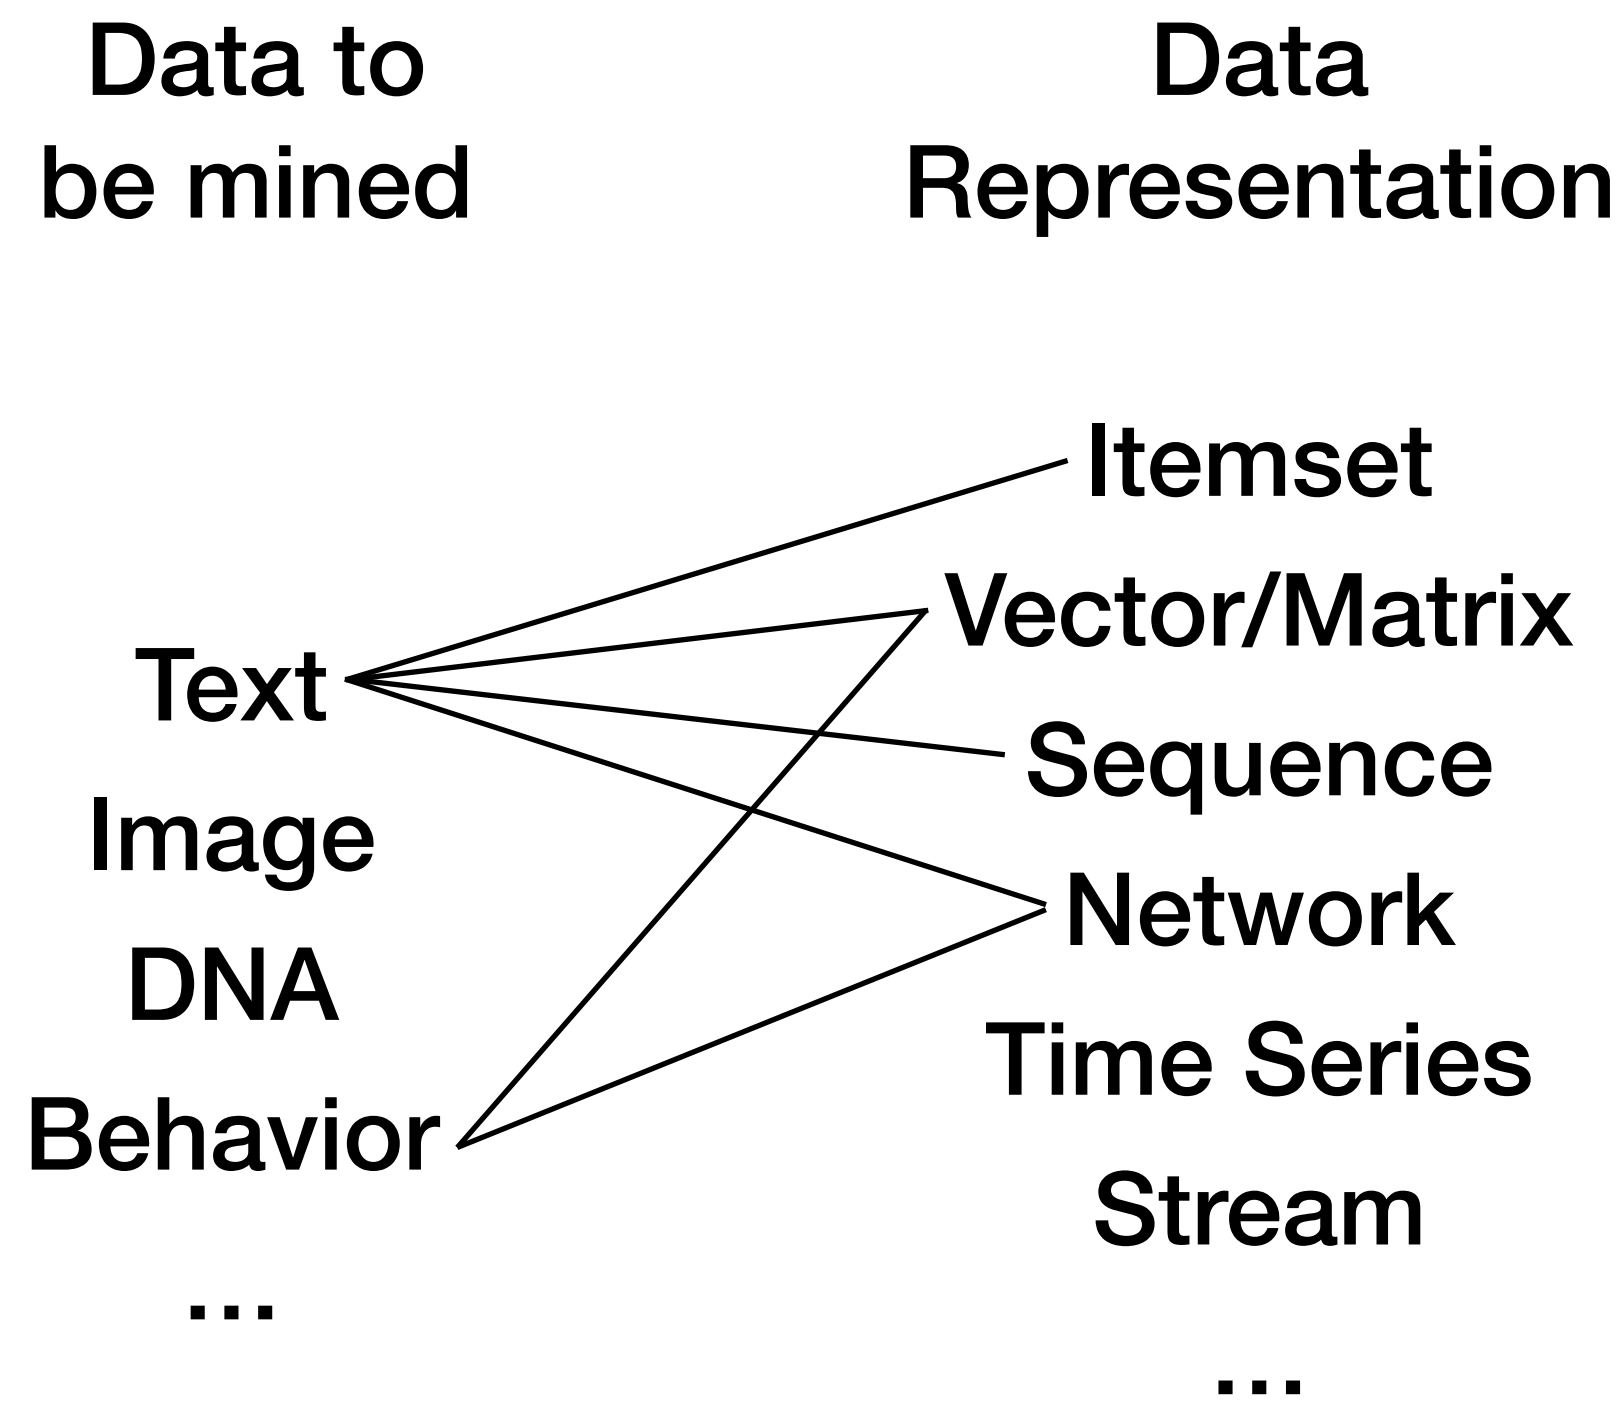 Data to
be mined
Data
Representation
Text
Image
DNA
Behavior
...
Itemset
Vector/Matrix
Sequence
Network
Time Series
Stream
...